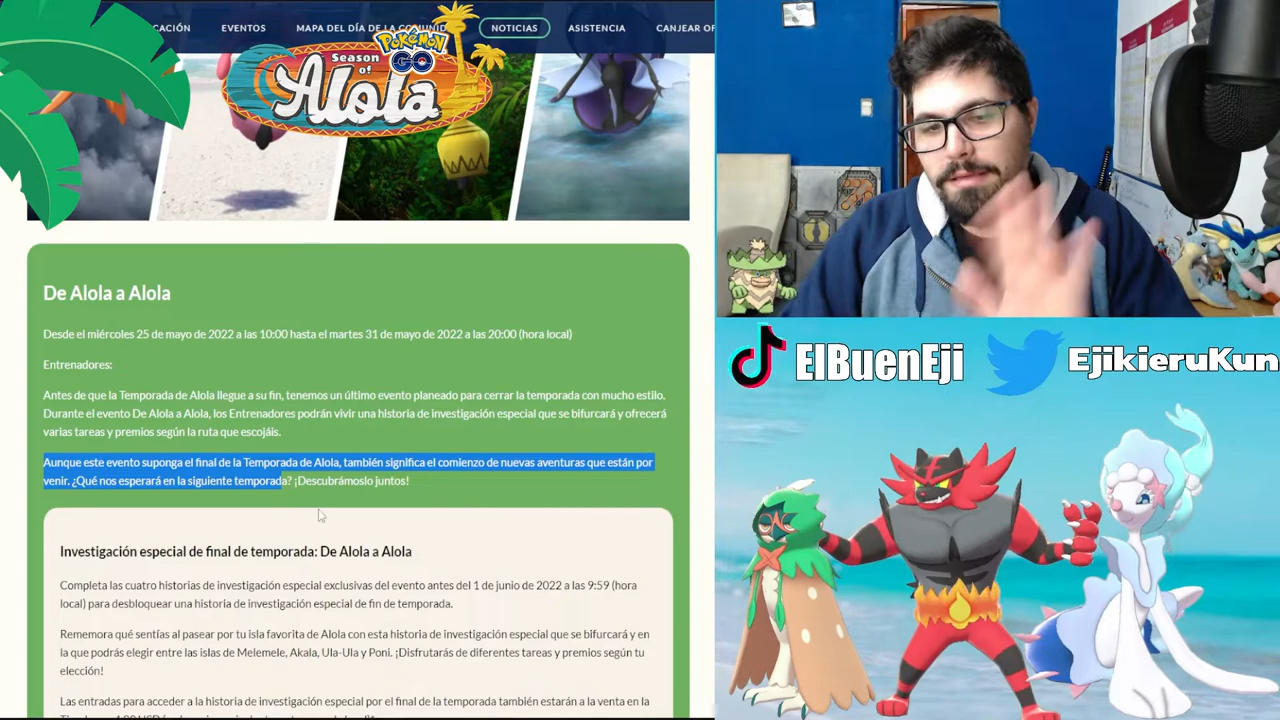 EVENTOS
MAPA DEL DÍA DE LA COMUNID
NOTICIAS
ASISTENCIA
CANJEAR OF
Pokémon
GO
Season
of
Alola
De Alola a Alola
Desde el miércoles 25 de mayo de 2022 a las 10:00 hasta el martes 31 de mayo de 2022 a las 20:00 (hora local)
Entrenadores:
Antes de que la Temporada de Alola llegue a su fin, tenemos un último evento planeado para cerrar la temporada con mucho estilo.
Durante el evento De Alola a Alola, los Entrenadores podrán vivir una historia de investigación especial que se bifurcará y ofrecerá
varias tareas y premios según la ruta que escojáis.
Aunque este evento suponga el final de la Temporada de Alola, también significa el comienzo de nuevas aventuras que están por
venir. ¿Qué nos esperará en la siguiente temporada? ¡Descubrámoslo juntos!
Investigación especial de final de temporada: De Alola a Alola
Completa las cuatro historias de investigación especial exclusivas del evento antes del 1 de junio de 2022 a las 9:59 (hora
local) para desbloquear una historia de investigación especial de fin de temporada.
Rememora qué sentías al pasear por tu isla favorita de Alola con esta historia de investigación especial que se bifurcará y en
la que podrás elegir entre las islas de Melemele, Akala, Ula-Ula y Poni. ¡Disfrutarás de diferentes tareas y premios según tu
elección!
Las entradas para acceder a la historia de investigación especial por el final de la temporada también estarán a la venta en la
ElBuenEji
EjikieruKun